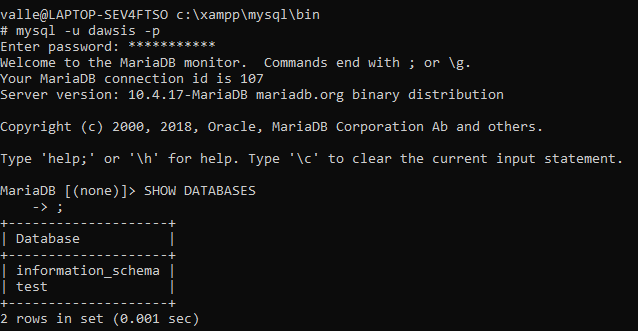 valle@LAPTOP-SEV4FTSO c:\xampp\mysql\bin
# mysql -u dawsis -p
Enter password: ***********
Welcome to the MariaDB monitor.  Commands end with ; or \g.
Your MariaDB connection id is 107
Server version: 10.4.17-MariaDB mariadb.org binary distribution

Copyright (c) 2000, 2018, Oracle, MariaDB Corporation Ab and others.

Type 'help;' or '\h' for help. Type '\c' to clear the current input statement.

MariaDB [(none)]> SHOW DATABASES
    -> ;
+--------------------+
| Database           |
+--------------------+
| information_schema |
| test               |
+--------------------+
2 rows in set (0.001 sec)